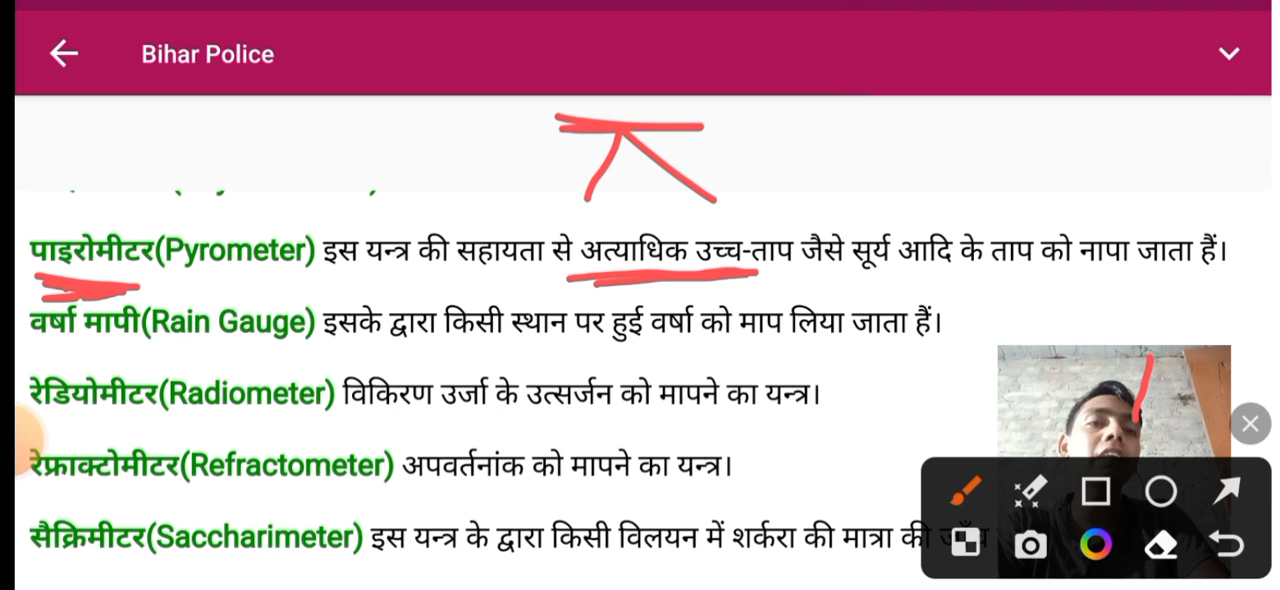 Bihar Police
पाइरोमीटर(Pyrometer) इस यन्त्र की सहायता से अत्याधिक उच्च-ताप जैसे सूर्य आदि के ताप को नापा जाता हैं।
वर्षा मापी(Rain Gauge) इसके द्वारा किसी स्थान पर हुई वर्षा को माप लिया जाता हैं।
रेडियोमीटर(Radiometer) विकिरण उर्जा के उत्सर्जन को मापने का यन्त्र।
रेफ्राक्टोमीटर(Refractometer) अपवर्तनांक को मापने का यन्त्र।
सैक्रिमीटर(Saccharimeter) इस यन्त्र के द्वारा किसी विलयन में शर्करा की मात्रा की